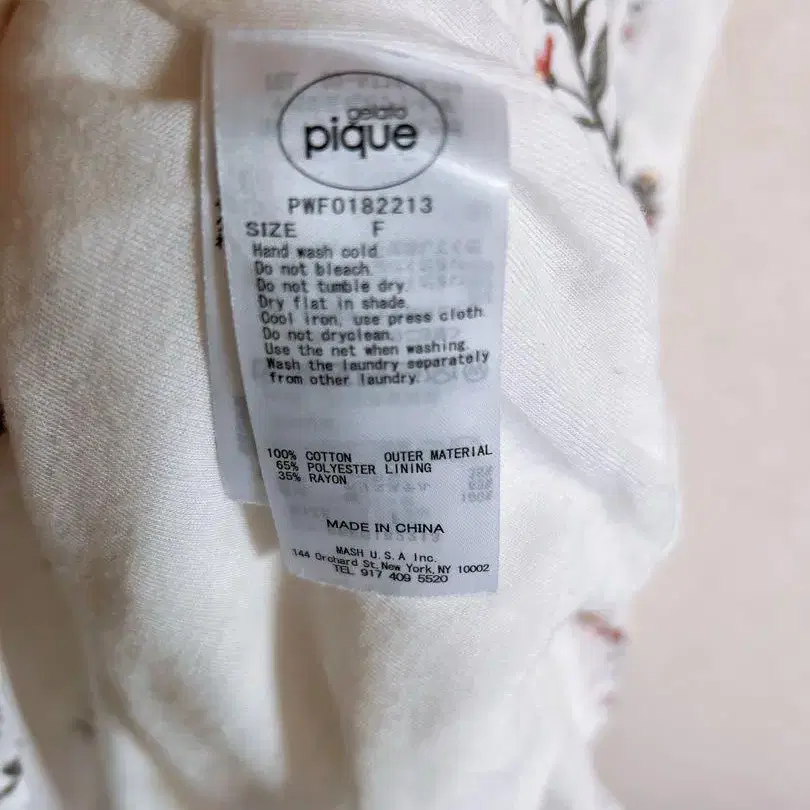 gelato
pique
PWFO182213
SIZE F
Hand wash cold.
Do not bleach.
Do not tumble dry.
Dry flat in shade.
Cool iron, use press cloth.
Do not dryclean.
Use the net when washing.
Wash the laundry separately
from other laundry.
100% COTTON OUTER MATERIAL
65% POLYESTER LINING
35% RAYON
MADE IN CHINA
MASH U.S.A Inc.
144 Orchard St, New York, NY 10002
TEL 917 409 5520